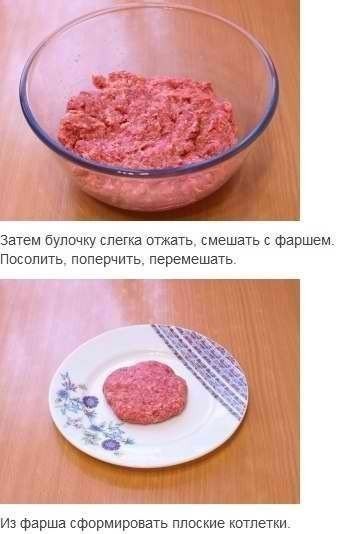 Затем булочку слегка отжать, смешать с фаршем.
Посолить, поперчить, перемешать.
Из фарша сформировать плоские котлетки.